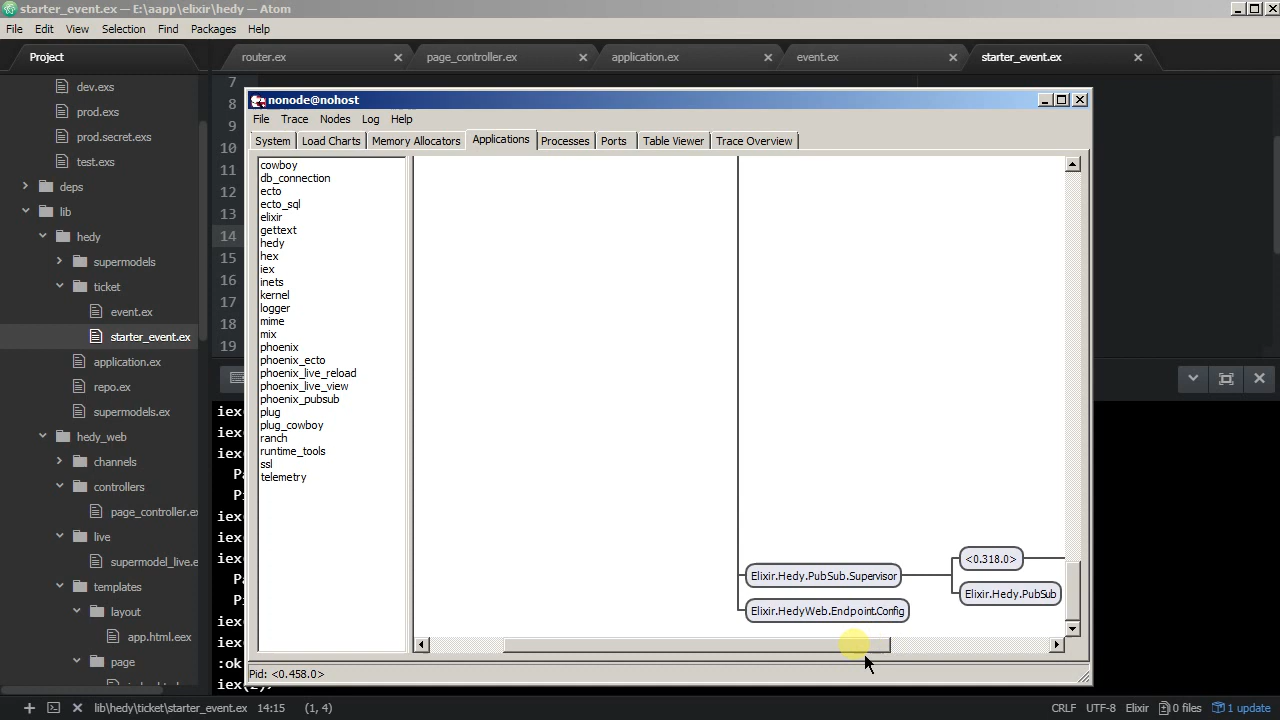 starter_event.ex — E:\aapp\elixir\hedy — Atom
File Edit View Selection Find Packages Help
Project
router.ex
page_controller.ex
application.ex
event.ex
starter_event.ex
dev.exs
prod.exs
prod.secret.exs
test.exs
deps
lib
hedy
supermodels
ticket
event.ex
starter_event.ex
application.ex
repo.ex
supermodels.ex
hedy_web
channels
controllers
page_controller.ex
live
supermodel_live.e
templates
layout
app.html.eex
page
7
8
9
10
11
12
13
14
15
16
17
18
19
nonode@nohost
File Trace Nodes Log Help
System Load Charts Memory Allocators Applications Processes Ports Table Viewer Trace Overview
cowboy
db_connection
ecto
ecto_sql
elixir
gettext
hedy
hex
iex
inets
kernel
logger
mime
mix
phoenix
phoenix_ecto
phoenix_live_reload
phoenix_live_view
phoenix_pubsub
plug
plug_cowboy
ranch
runtime_tools
ssl
telemetry
<0.318.0>
Elixir.Hedy.PubSub.Supervisor
Elixir.Hedy.PubSub
Elixir.HedyWeb.Endpoint.Config
Pid: <0.458.0>
iex(
iex(
iex(
Pa
Pi
iex(
iex(
iex(
Pa
Pi
iex(
iex(
:ok
iex(2)>
lib\hedy\ticket\starter_event.ex 14:15 (1, 4) CRLF UTF-8 Elixir 0 files 1 update